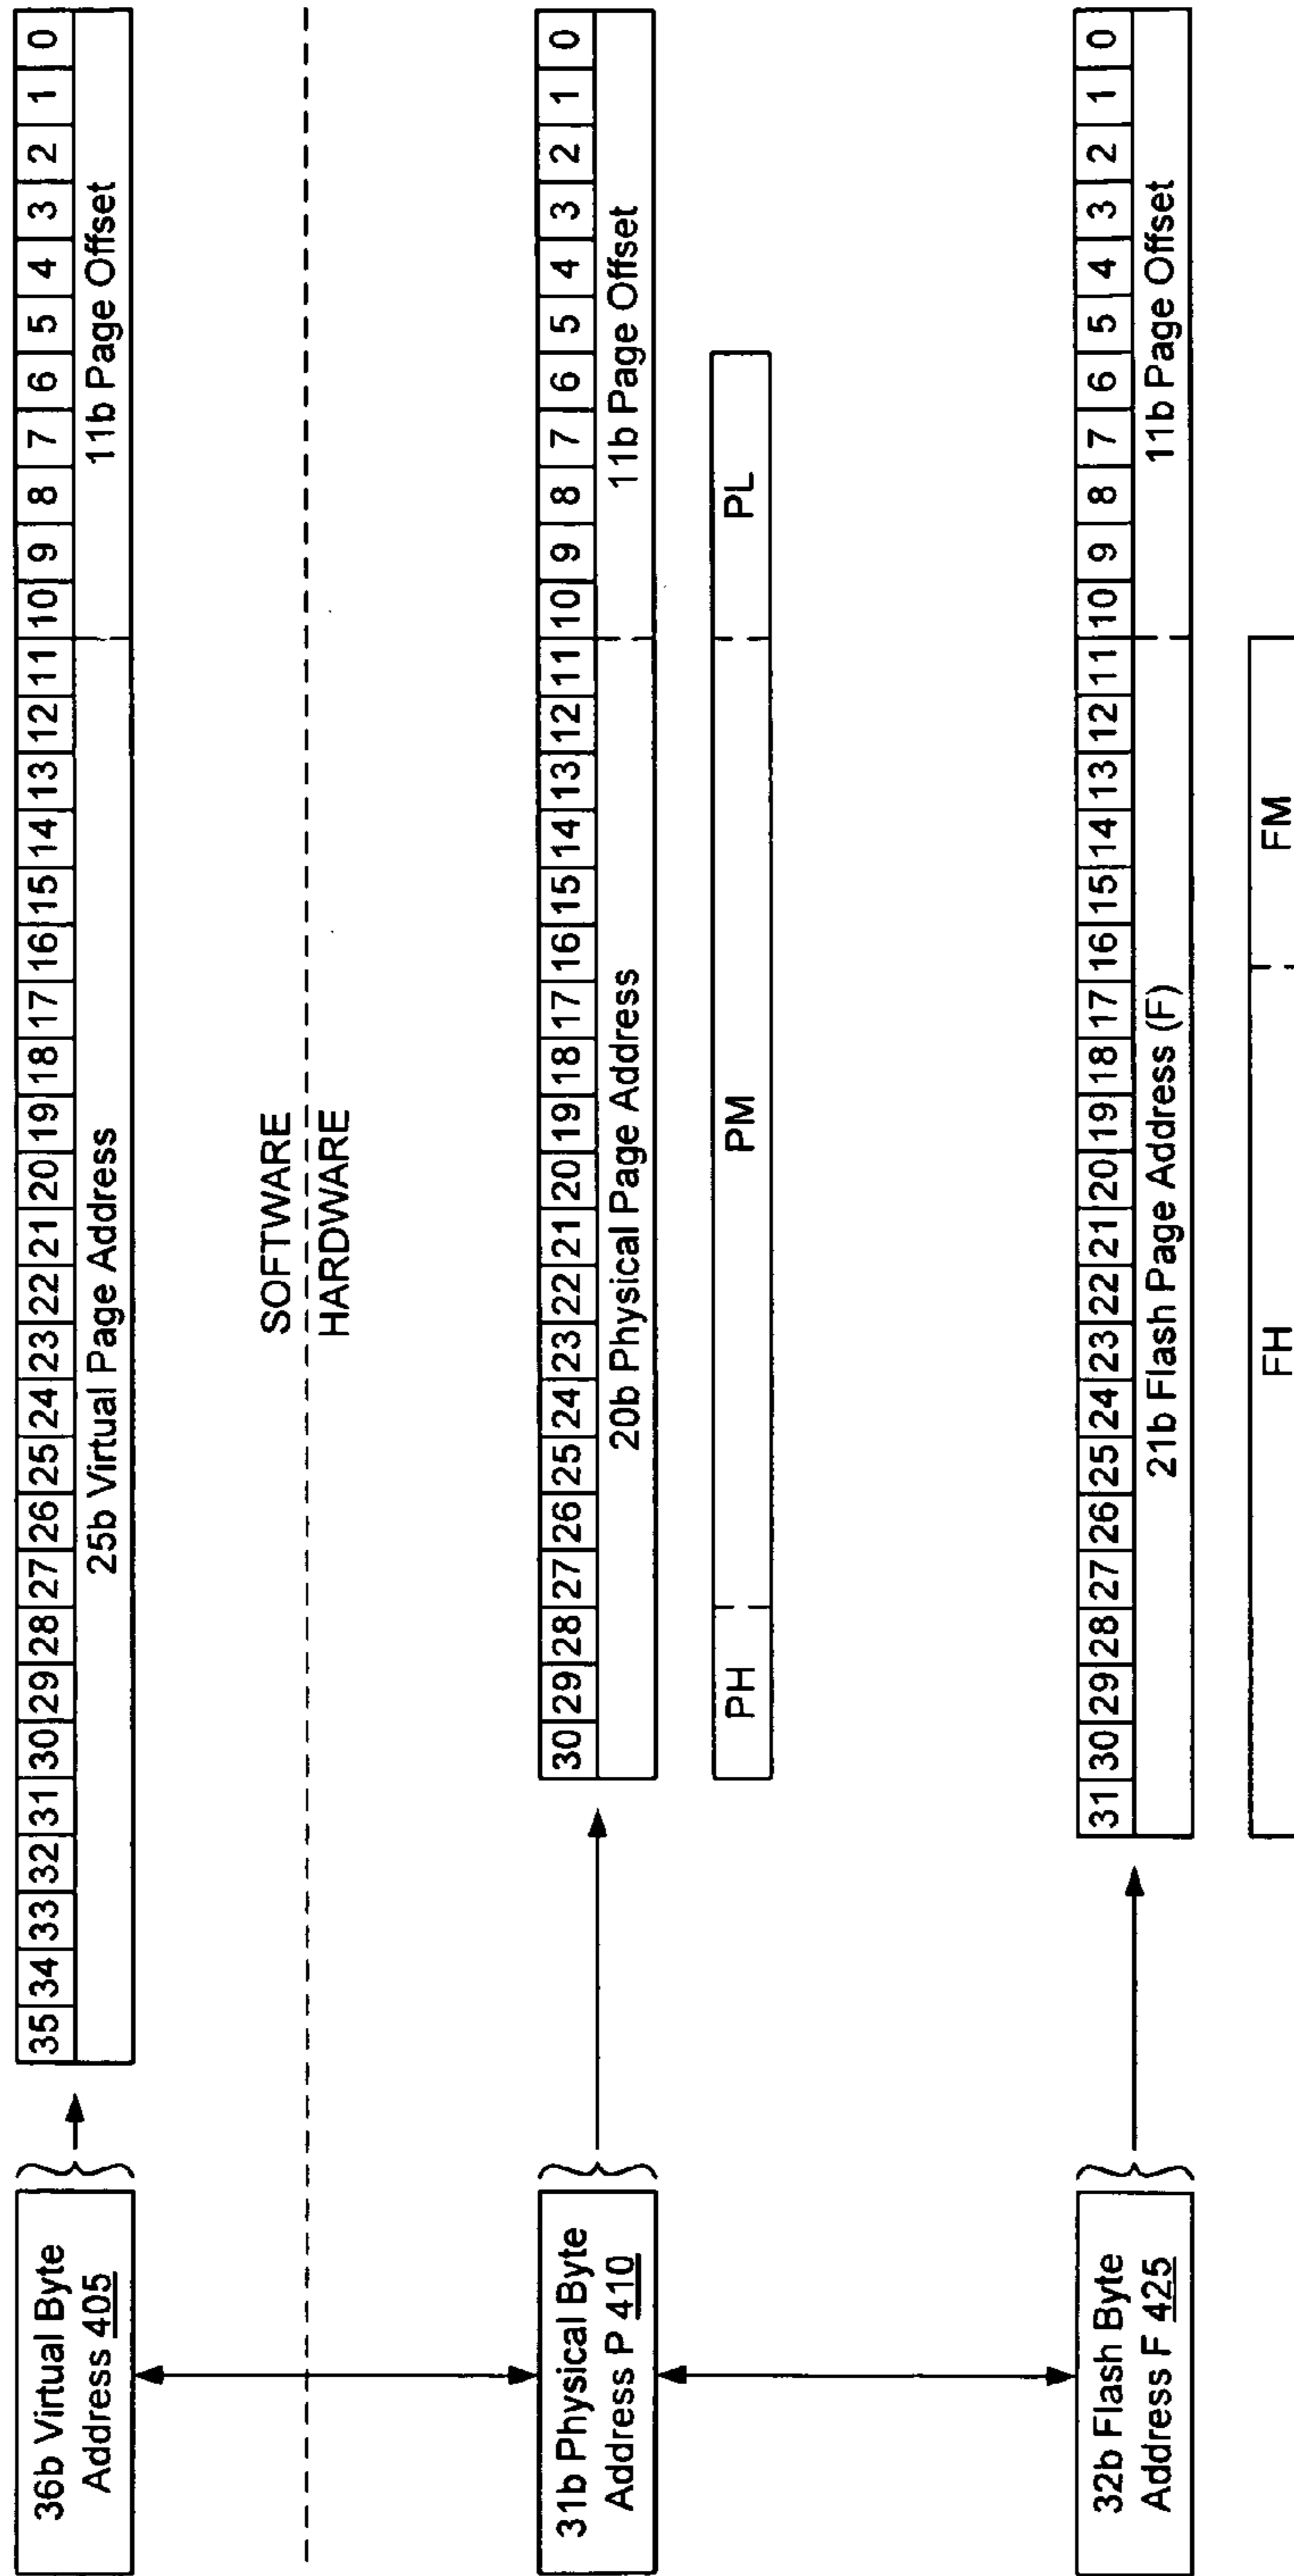 36b Virtual Byte
Address 405
35 34 33 32 31 30 29 28 27 26 25 24 23 22 21 20 19 18 17 16 15 14 13 12 11 10 9 8 7 6 5 4 3 2 1 0
25b Virtual Page Address 11b Page Offset
SOFTWARE
HARDWARE
31b Physical Byte
Address P 410
30 29 28 27 26 25 24 23 22 21 20 19 18 17 16 15 14 13 12 11 10 9 8 7 6 5 4 3 2 1 0
20b Physical Page Address 11b Page Offset
PH PM PL
32b Flash Byte
Address F 425
31 30 29 28 27 26 25 24 23 22 21 20 19 18 17 16 15 14 13 12 11 10 9 8 7 6 5 4 3 2 1 0
21b Flash Page Address (F) 11b Page Offset
FH FM